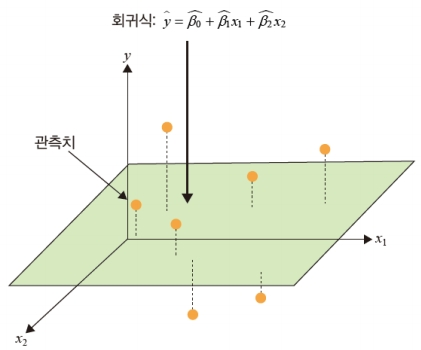 회귀식: ŷ = β̂₀ + β̂₁x₁ + β̂₂x₂
y
관측치
x₁
x₂